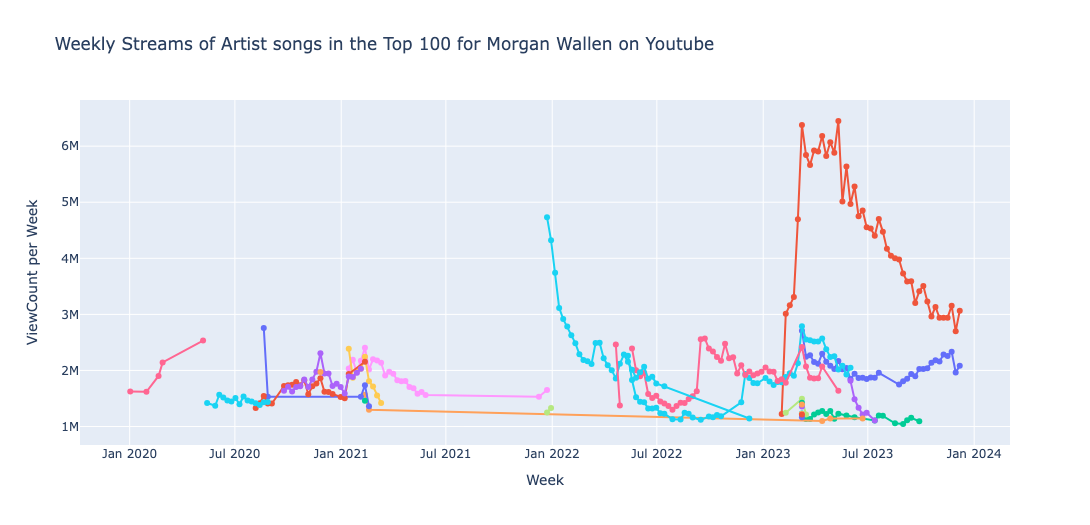 Weekly Streams of Artist songs in the Top 100 for Morgan Wallen on Youtube
ViewCount per Week
6M
5M
4M
3M
2M
1M
Jan 2020
Jul 2020
Jan 2021
Jul 2021
Jan 2022
Jul 2022
Jan 2023
Jul 2023
Jan 2024
Week